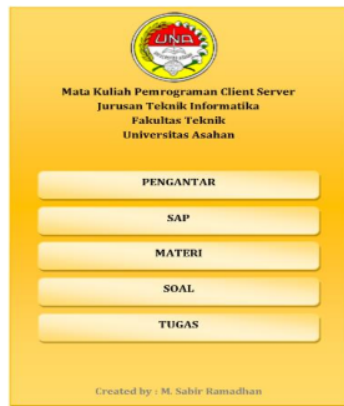 UNA
Mata Kuliah Pemrograman Client Server
Jurusan Teknik Informatika
Fakultas Teknik
Universitas Asahan
PENGANTAR
SAP
MATERI
SOAL
TUGAS
Created by : M. Sabir Ramadhan